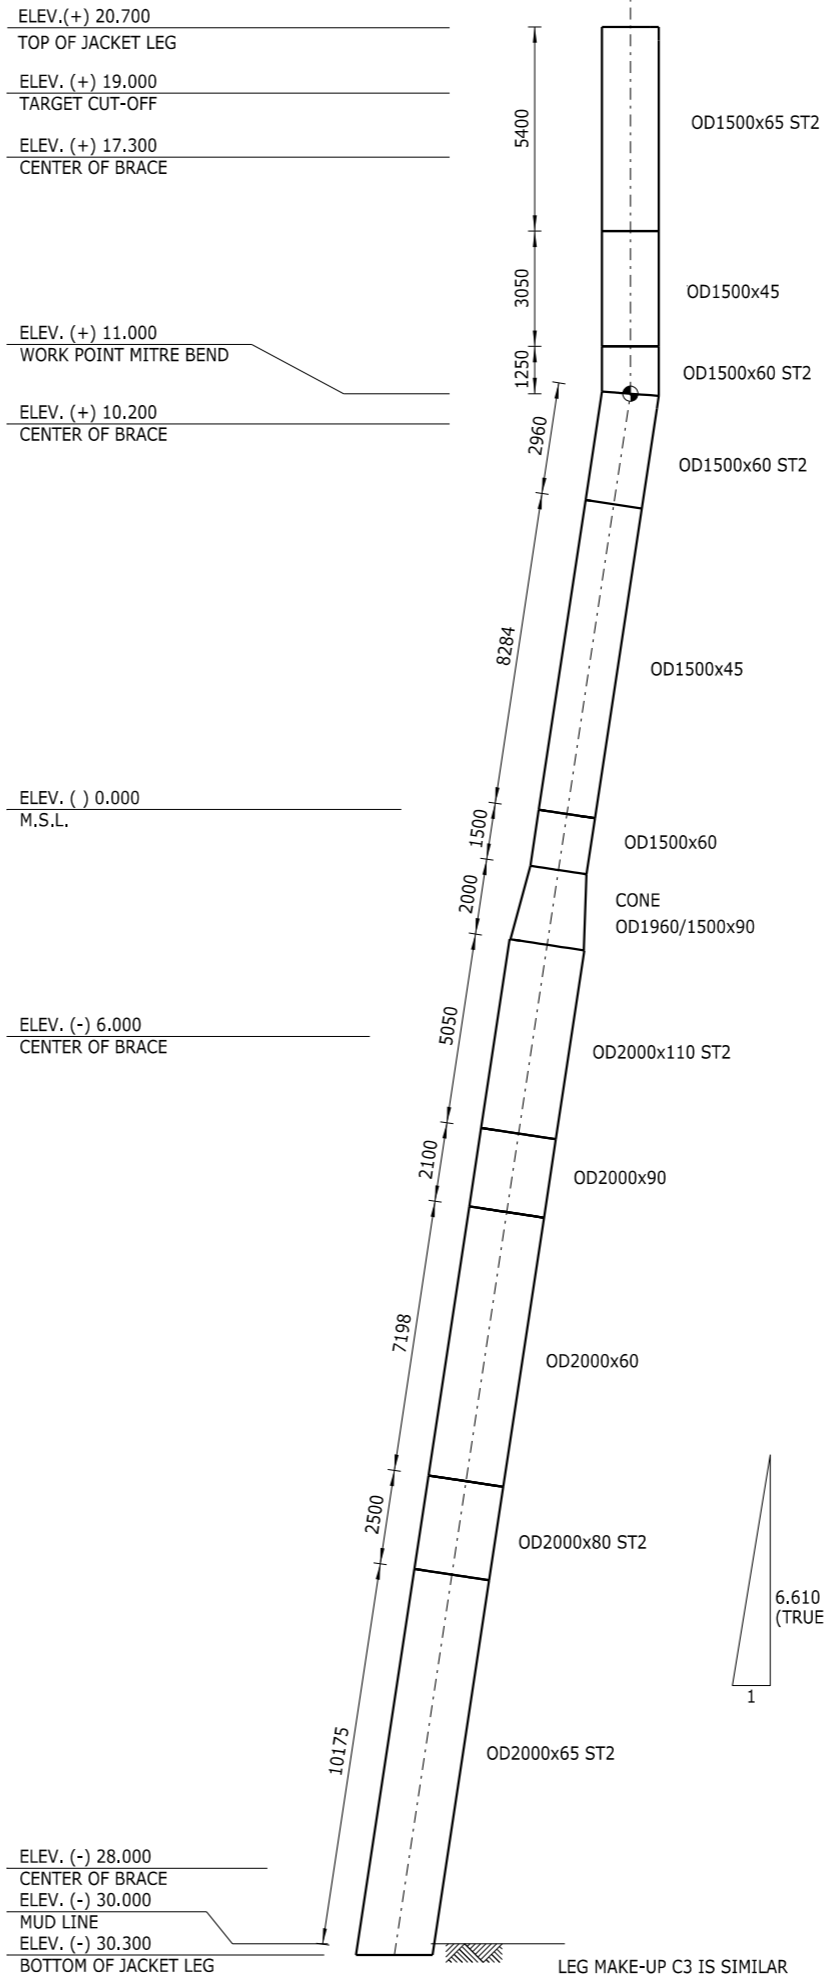 ELEV.(+) 20.700
TOP OF JACKET LEG
ELEV. (+) 19.000
TARGET CUT-OFF
ELEV. (+) 17.300
CENTER OF BRACE
5400
OD1500x65 ST2
3050
OD1500x45
ELEV. (+) 11.000
WORK POINT MITRE BEND
1250
OD1500x60 ST2
ELEV. (+) 10.200
CENTER OF BRACE
2960
OD1500x60 ST2
8284
OD1500x45
ELEV. ( ) 0.000
M.S.L.
1500
OD1500x60
2000
CONE
OD1960/1500x90
ELEV. (-) 6.000
CENTER OF BRACE
5050
OD2000x110 ST2
2100
OD2000x90
7198
OD2000x60
2500
OD2000x80 ST2
6.610
(TRUE
1
10175
OD2000x65 ST2
ELEV. (-) 28.000
CENTER OF BRACE
ELEV. (-) 30.000
MUD LINE
ELEV. (-) 30.300
BOTTOM OF JACKET LEG
LEG MAKE-UP C3 IS SIMILAR